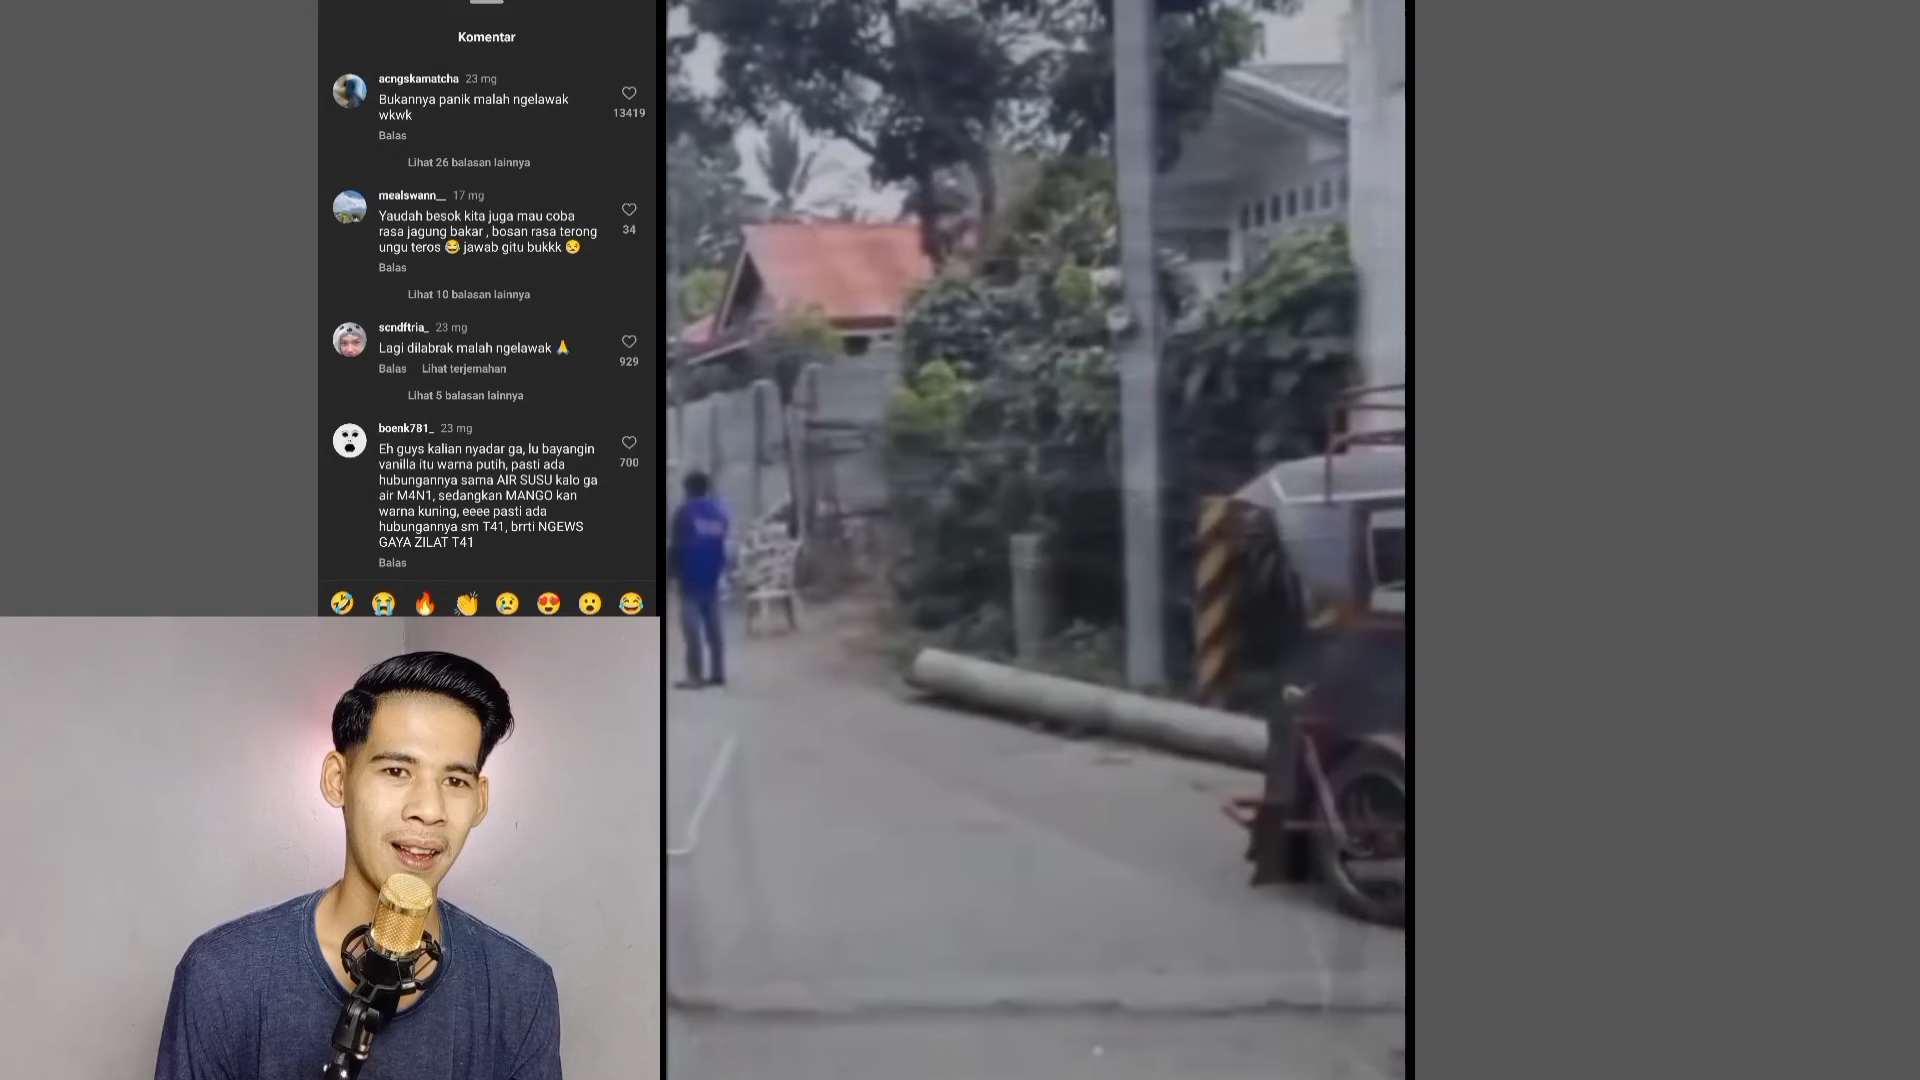 Komentar
acngskamatcha 23 mg
Bukannya panik malah ngelawak
wkwk
13419
Balas
Lihat 26 balasan lainnya
mealswann__ 17 mg
Yaudah besok kita juga mau coba
rasa jagung bakar , bosan rasa terong
ungu teros 😂 jawab gitu bukkk 😒
34
Balas
Lihat 10 balasan lainnya
scndftria_ 23 mg
Lagi dilabrak malah ngelawak 🙏
929
Balas Lihat terjemahan
Lihat 5 balasan lainnya
boenk781_ 23 mg
Eh guys kalian nyadar ga, lu bayangin
vanilla itu warna putih, pasti ada
700
hubungannya sama AIR SUSU kalo ga
air M4N1, sedangkan MANGO kan
warna kuning, eeee pasti ada
hubungannya sm T41, brrti NGEWS
GAYA ZILAT T41
Balas